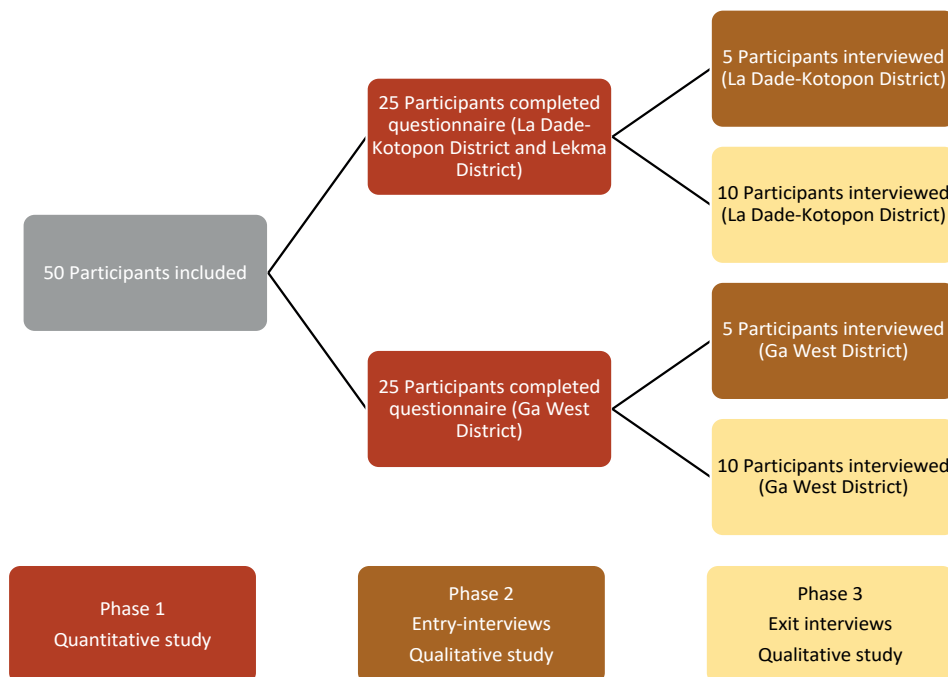 5 Participants interviewed
(La Dade-Kotopon District)
25 Participants completed
questionnaire (La Dade-
Kotopon District and Lekma
District)
10 Participants interviewed
(La Dade-Kotopon District)
50 Participants included
5 Participants interviewed
(Ga West District)
25 Participants completed
questionnaire (Ga West
District)
10 Participants interviewed
(Ga West District)
Phase 1
Quantitative study
Phase 2
Entry-interviews
Qualitative study
Phase 3
Exit interviews
Qualitative study